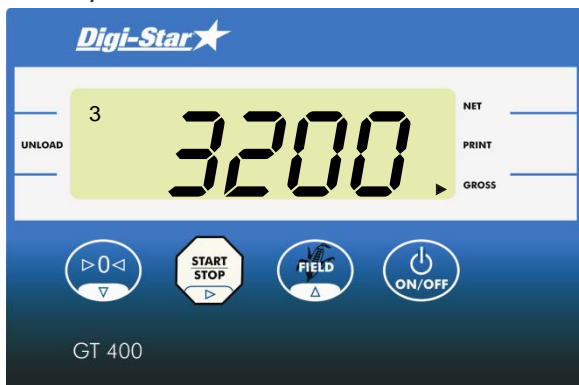 Digi-Star
3
3200
UNLOAD
NET
PRINT
GROSS
0
START
STOP
FIELD
ON/OFF
GT 400